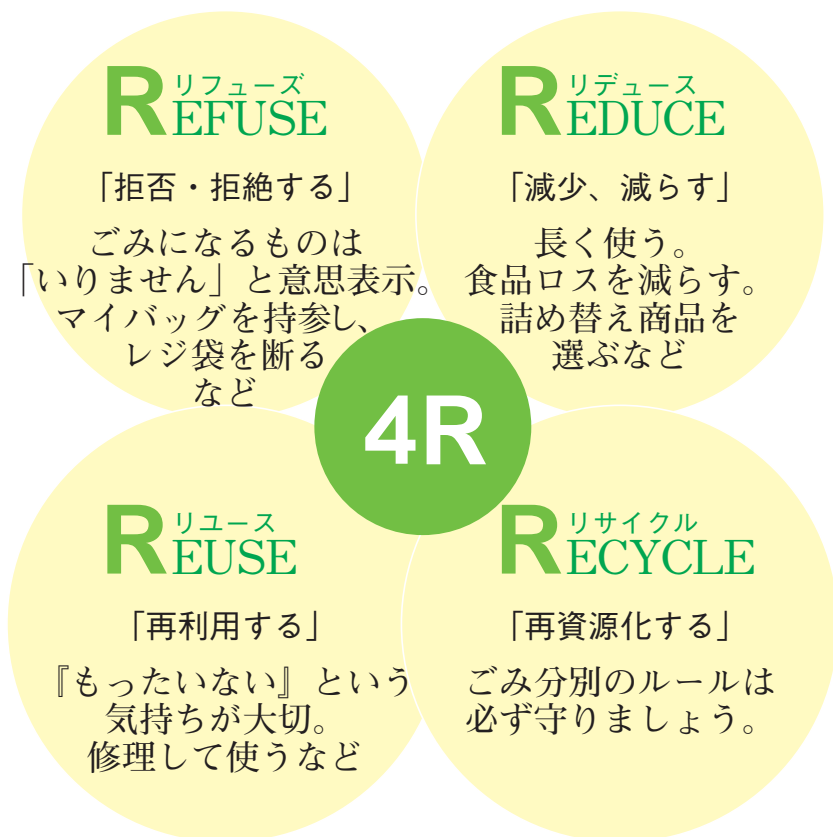 リフューズ
REFUSE
「拒否・拒絶する」
ごみになるものは
「いりません」と意思表示。
マイバッグを持参し、
レジ袋を断る
など
リデュース
REDUCE
「減少、減らす」
長く使う。
食品ロスを減らす。
詰め替え商品を
選ぶなど
4R
リユース
REUSE
「再利用する」
『もったいない』という
気持ちが大切。
修理して使うなど
リサイクル
RECYCLE
「再資源化する」
ごみ分別のルールは
必ず守りましょう。